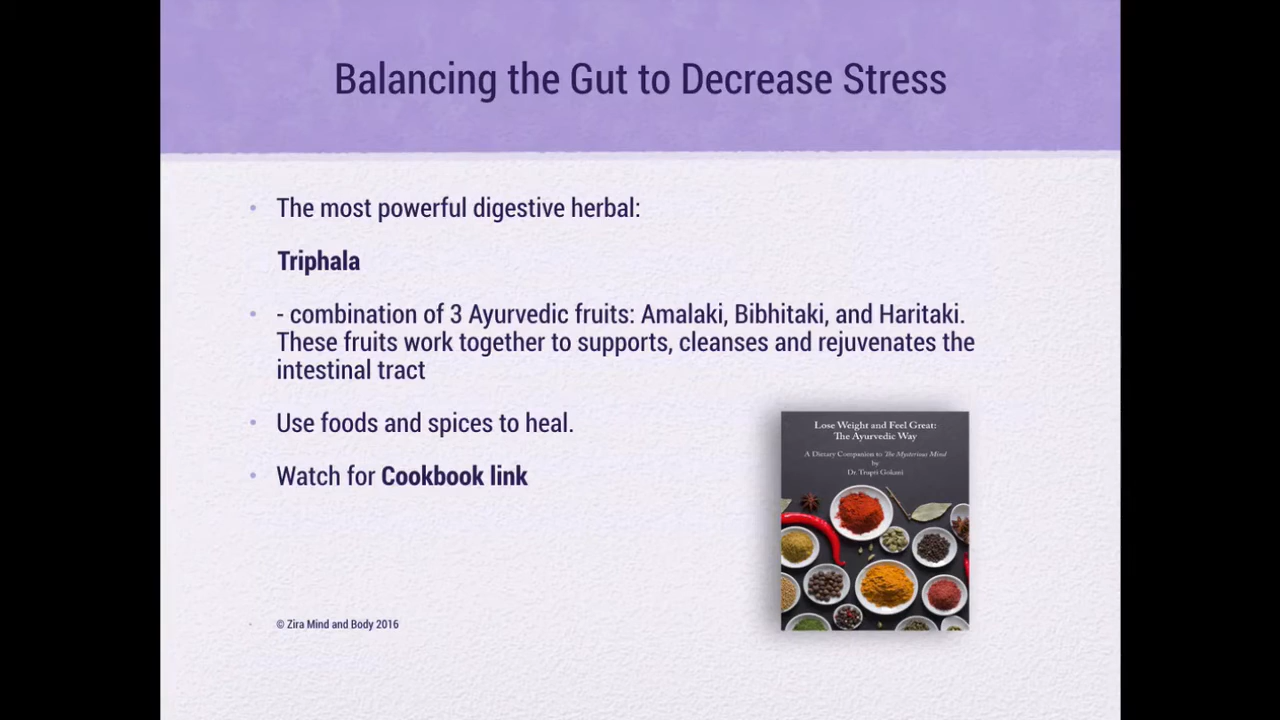 Balancing the Gut to Decrease Stress
• The most powerful digestive herbal:
Triphala
• - combination of 3 Ayurvedic fruits: Amalaki, Bibhitaki, and Haritaki.
These fruits work together to supports, cleanses and rejuvenates the
intestinal tract
• Use foods and spices to heal.
• Watch for Cookbook link
Lose Weight and Feel Great:
The Ayurvedic Way
A Dietary Companion to The Mysterious Mind
by
Dr. Trupti Gokani
• © Zira Mind and Body 2016